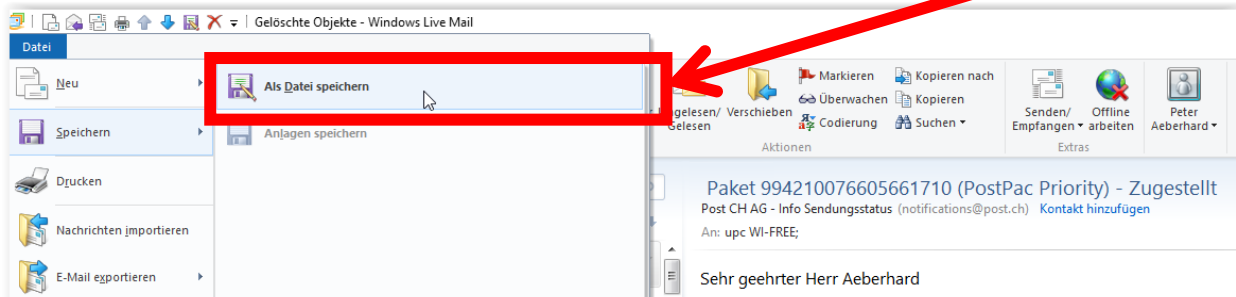 Gelöschte Objekte - Windows Live Mail
Datei
Neu
Als Datei speichern
Speichern
Anlagen speichern
Drucken
Nachrichten importieren
E-Mail exportieren
Gelesen
Verschieben
Markieren
Überwachen
Codierung
Kopieren nach
Kopieren
Suchen
Aktionen
Senden/
Empfangen
Offline
arbeiten
Extras
Peter
Aeberhard
Paket 994210076605661710 (PostPac Priority) - Zugestellt
Post CH AG - Info Sendungsstatus (notifications@post.ch) Kontakt hinzufügen
An: upc WI-FREE;
Sehr geehrter Herr Aeberhard